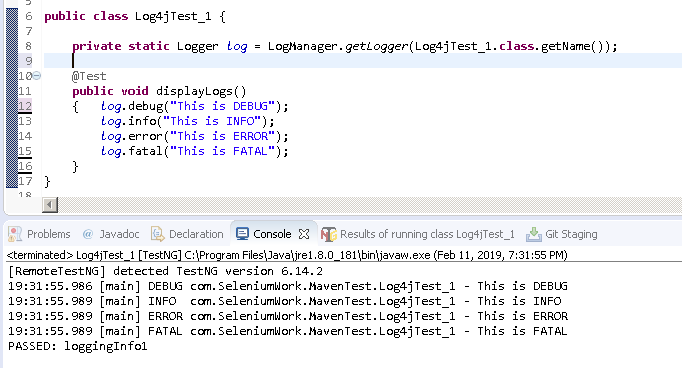 6 public class Log4jTest_1 {
7
8 private static Logger log = LogManager.getLogger(Log4jTest_1.class.getName());
9
10 @Test
11 public void displayLogs()
12 { log.debug("This is DEBUG");
13 log.info("This is INFO");
14 log.error("This is ERROR");
15 log.fatal("This is FATAL");
16 }
17 }
18
Problems @ Javadoc Declaration Console Results of running class Log4jTest_1 Git Staging
<terminated> Log4jTest_1 [TestNG] C:\Program Files\Java\jre1.8.0_181\bin\javaw.exe (Feb 11, 2019, 7:31:55 PM)
[RemoteTestNG] detected TestNG version 6.14.2
19:31:55.986 [main] DEBUG com.SeleniumWork.MavenTest.Log4jTest_1 - This is DEBUG
19:31:55.989 [main] INFO  com.SeleniumWork.MavenTest.Log4jTest_1 - This is INFO
19:31:55.989 [main] ERROR com.SeleniumWork.MavenTest.Log4jTest_1 - This is ERROR
19:31:55.989 [main] FATAL com.SeleniumWork.MavenTest.Log4jTest_1 - This is FATAL
PASSED: loggingInfo1